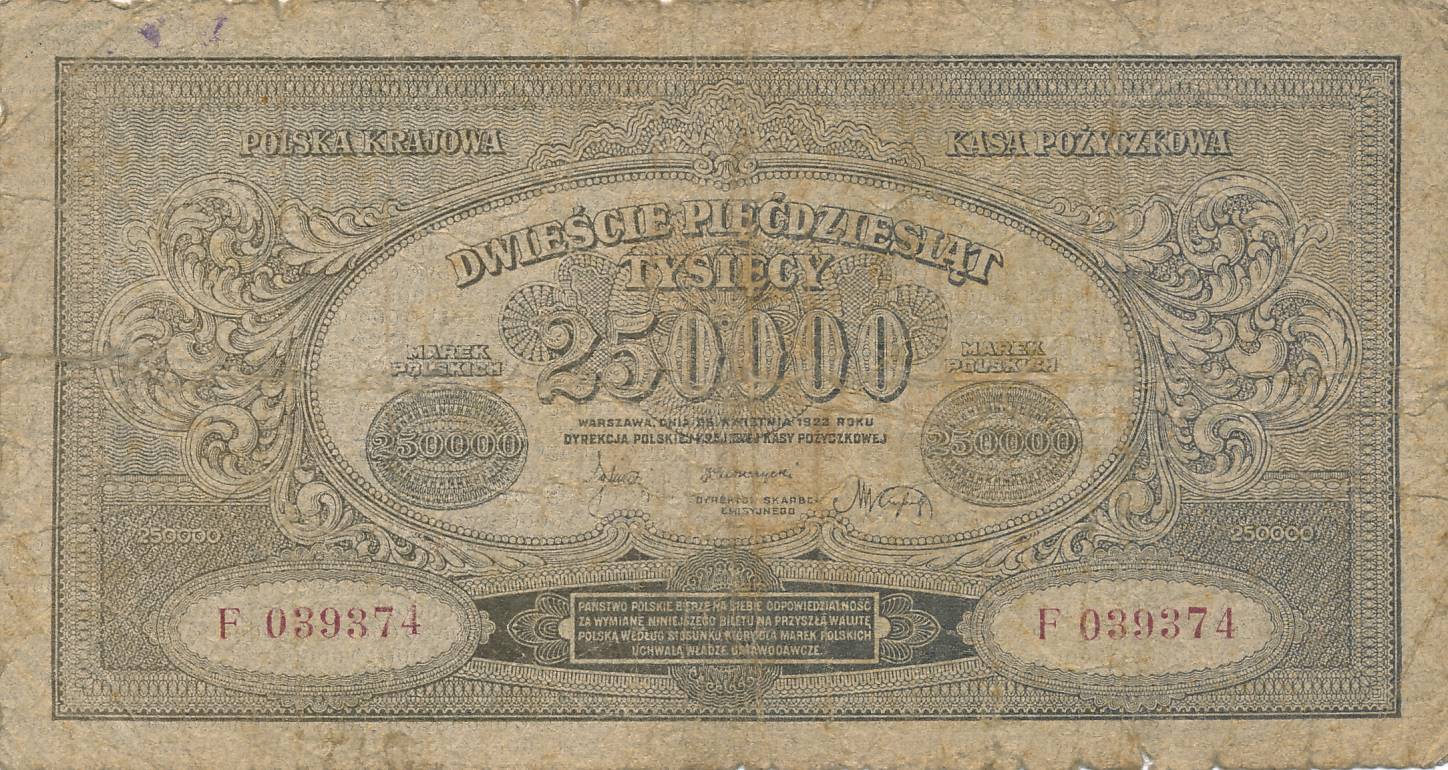 POLSKA KRAJOWA KASA POŻYCZKOWA
DWIEŚCIE PIĘĆDZIESIĄT
TYSIĘCY
250000
MAREK
POLSKICH
250000
MAREK
POLSKICH
250000
WARSZAWA, DNIA 25 KWIETNIA 1923 ROKU
DYREKCJA POLSKIEJ KRAJOWEJ KASY POŻYCZKOWEJ
DYREKTOR SKARBC-
EMISYJNEGO
250000
250000
F 039374
F 039374
PAŃSTWO POLSKIE BIERZE NA SIEBIE ODPOWIEDZIALNOŚĆ
ZA WYMIANĘ NINIEJSZEGO BILETU NA PRZYSZŁĄ WALUTĘ
POLSKĄ WEDŁUG STOSUNKU KTÓRY DLA MAREK POLSKICH
UCHWALĄ WŁADZE USTAWODAWCZE.